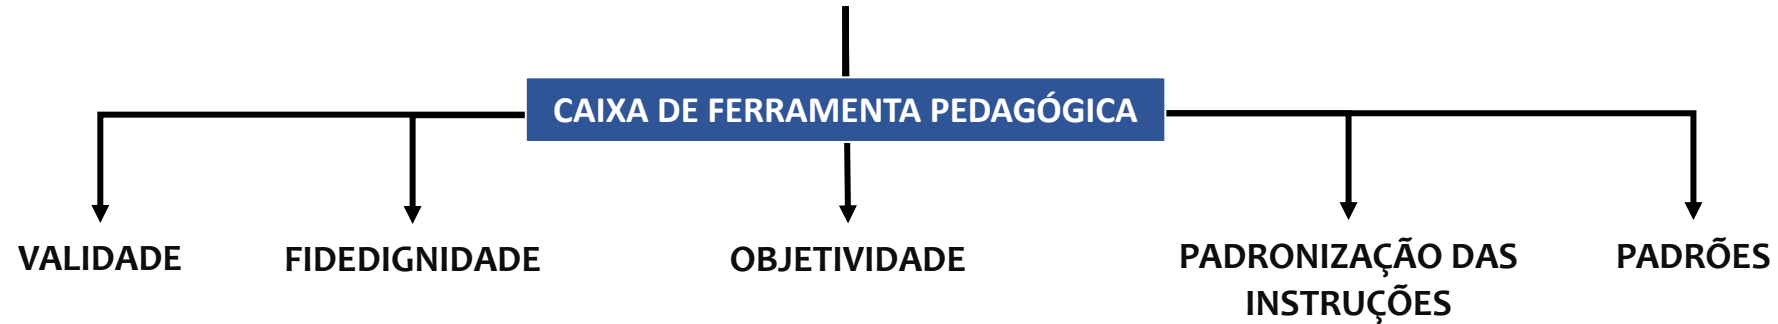 CAIXA DE FERRAMENTA PEDAGÓGICA
VALIDADE
FIDEDIGNIDADE
OBJETIVIDADE
PADRONIZAÇÃO DAS
INSTRUÇÕES
PADRÕES